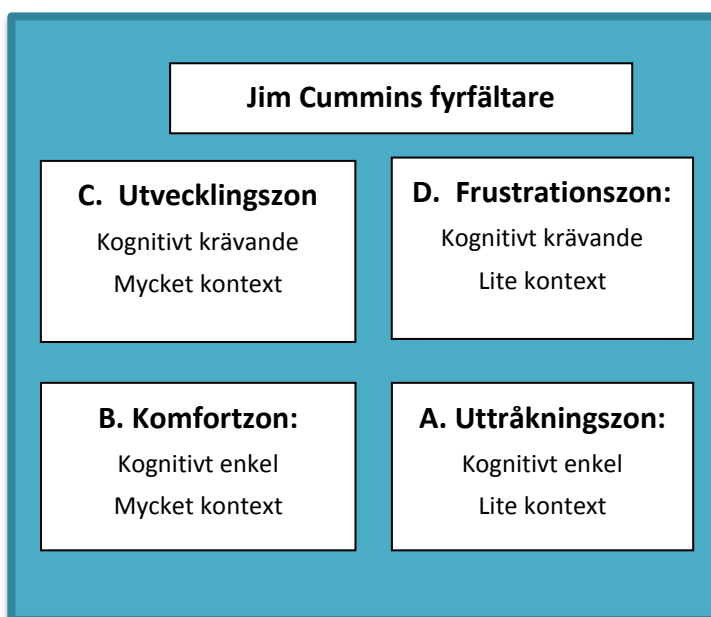 Jim Cummins fyrfältare
C. Utvecklingszon
Kognitivt krävande
Mycket kontext
D. Frustrationszon:
Kognitivt krävande
Lite kontext
B. Komfortzon:
Kognitivt enkel
Mycket kontext
A. Uttråkningszon:
Kognitivt enkel
Lite kontext